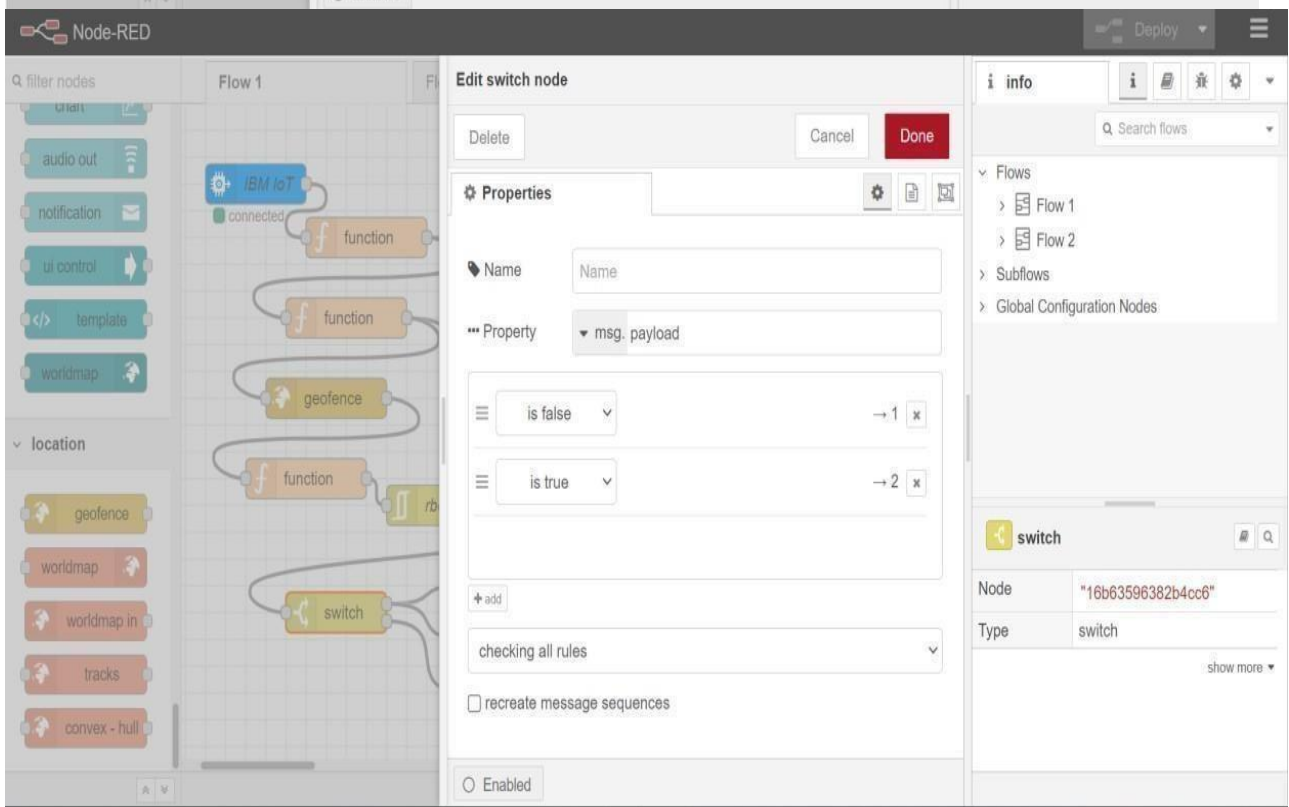 Node-RED
Deploy
filter nodes
chart
audio out
notification
ui control
template
worldmap
location
geofence
worldmap
worldmap in
tracks
convex - hull
Flow 1
IBM IoT
connected
function
function
geofence
function
switch
Edit switch node
Delete
Cancel
Done
Properties
Name
Name
Property
msg. payload
is false
→ 1 x
is true
→ 2 x
+ add
checking all rules
recreate message sequences
Enabled
i info
i
Search flows
Flows
Flow 1
Flow 2
Subflows
Global Configuration Nodes
switch
Node "16b63596382b4cc6"
Type switch
show more